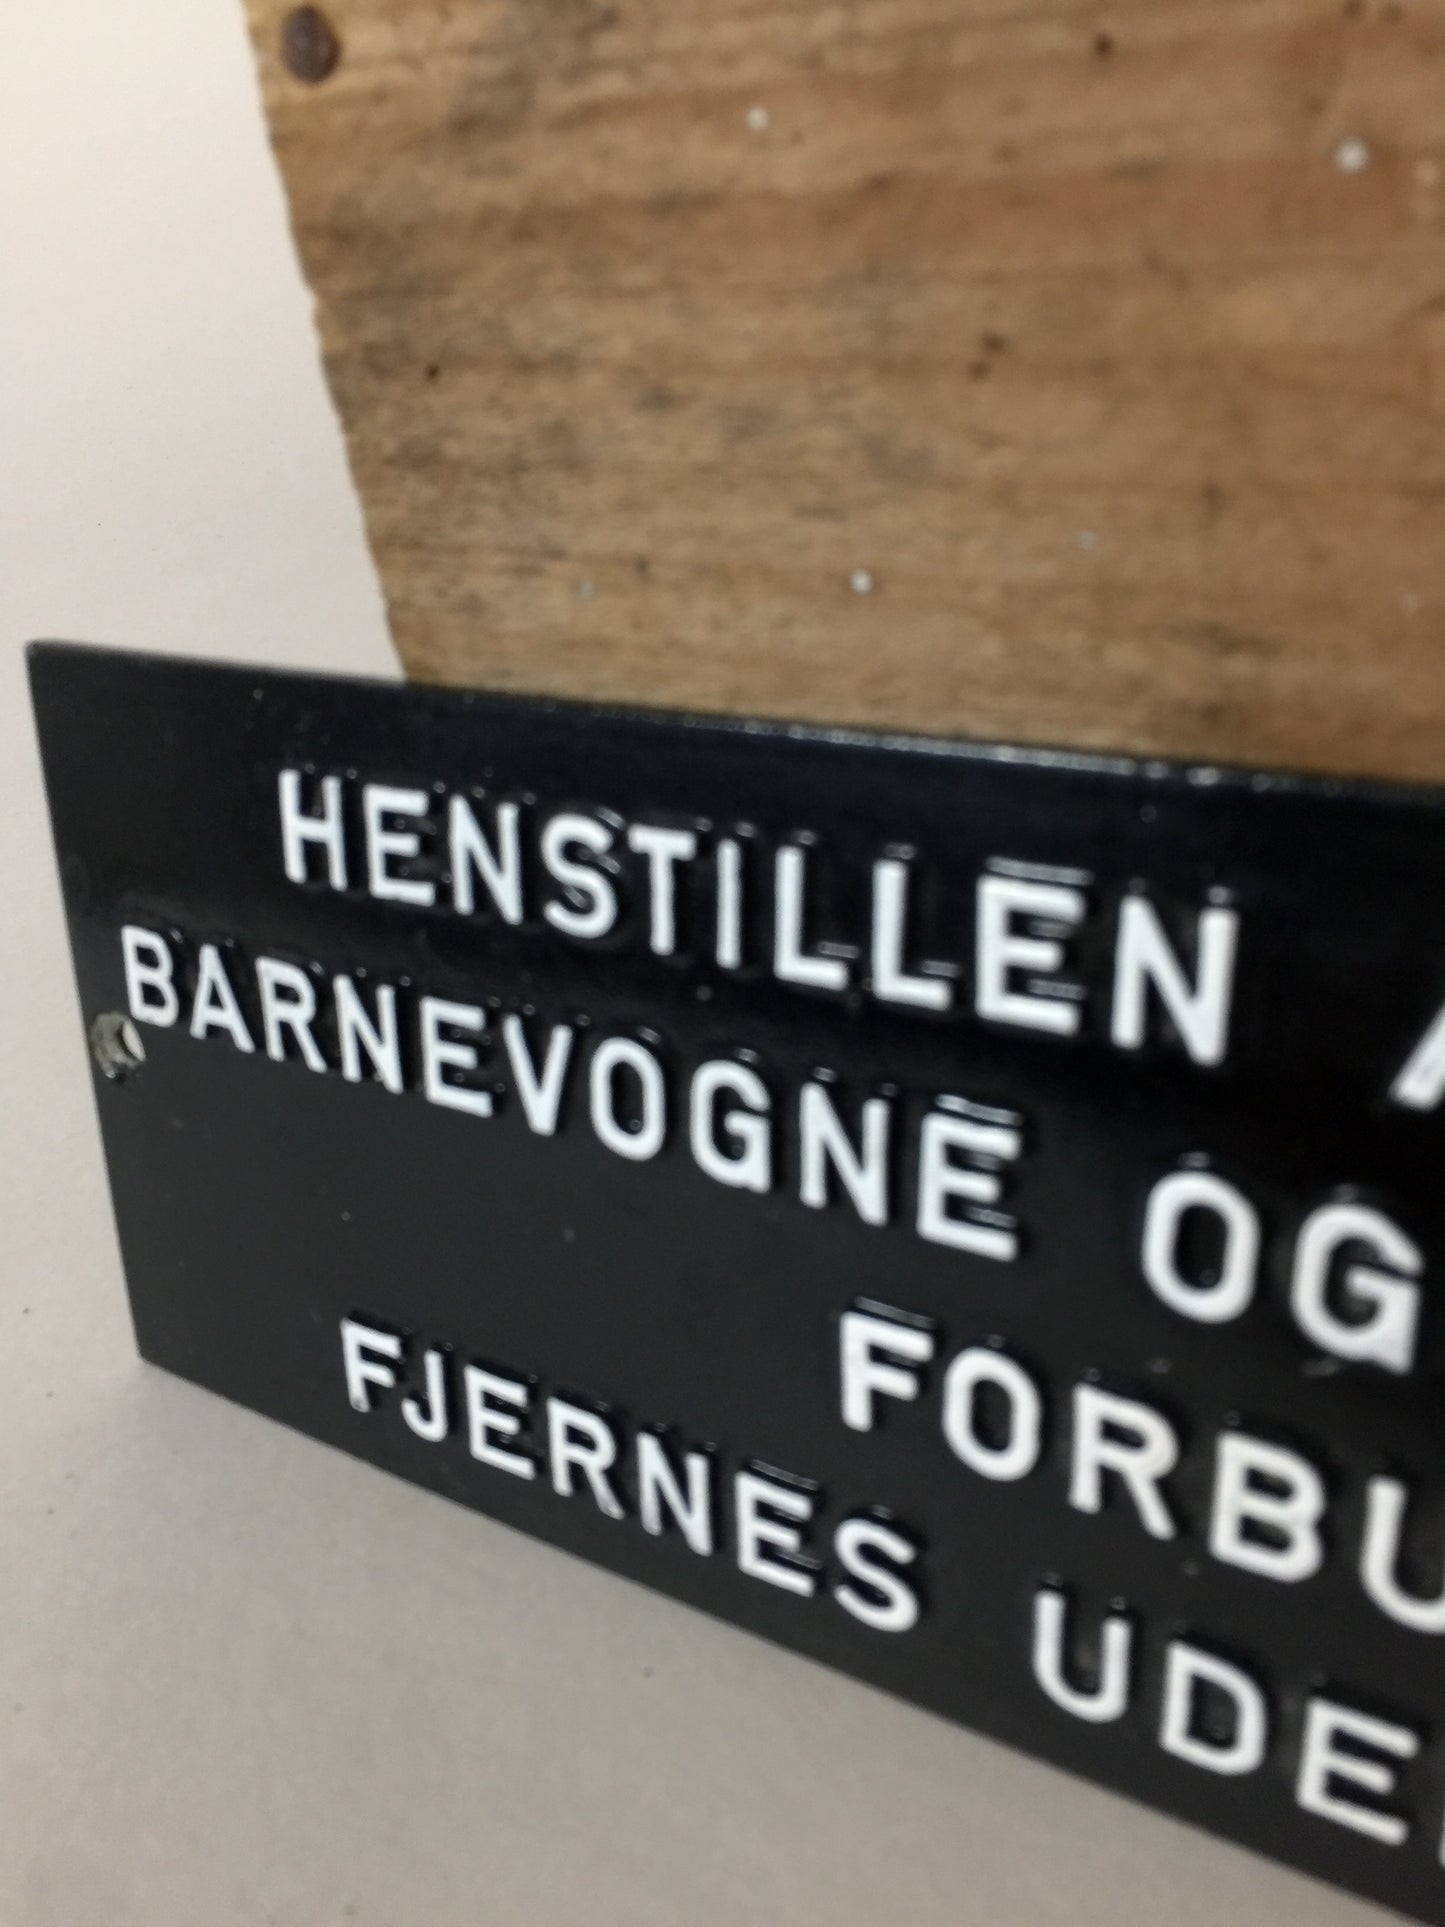 HENSTILLEN
BARNEVOGNE OG
FORBU
FJERNES UDE